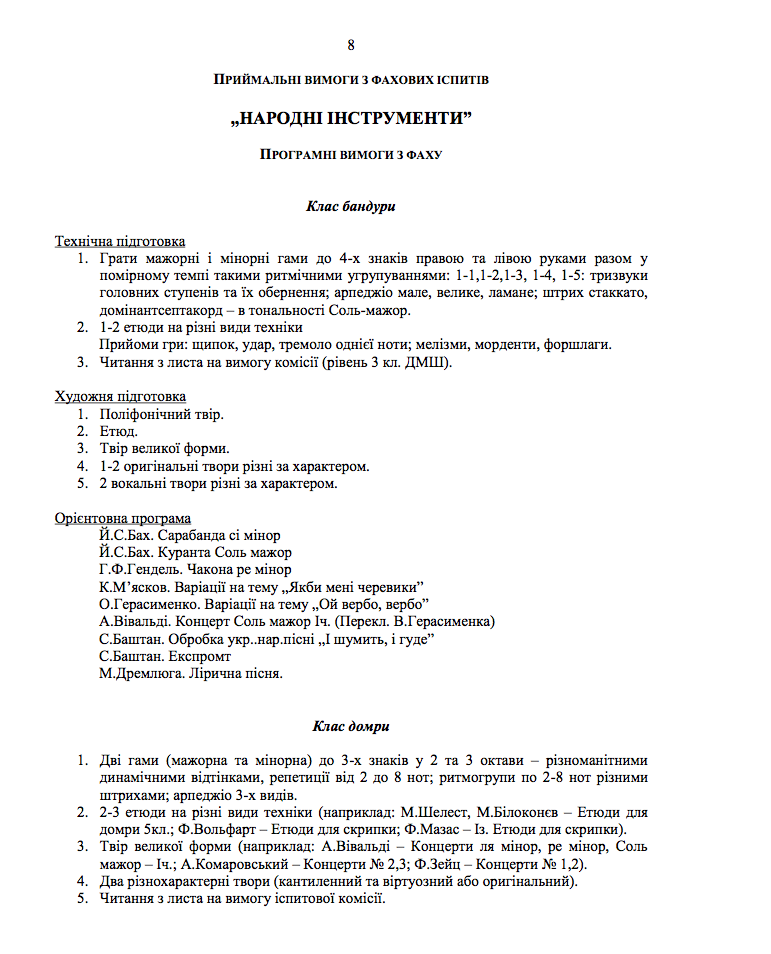 8
ПРИЙМАЛЬНІ ВИМОГИ З ФАХОВИХ ІСПИТІВ
„НАРОДНІ ІНСТРУМЕНТИ”
ПРОГРАМНІ ВИМОГИ З ФАХУ
Клас бандури
Технічна підготовка
1. Грати мажорні і мінорні гами до 4-х знаків правою та лівою руками разом у
помірному темпі такими ритмічними угрупуваннями: 1-1,1-2,1-3, 1-4, 1-5: тризвуки
головних ступенів та їх обернення; арпеджіо мале, велике, ламане; штрих стаккато,
домінантсептакорд – в тональності Соль-мажор.
2. 1-2 етюди на різні види техніки
Прийоми гри: щипок, удар, тремоло однієї ноти; мелізми, морденти, форшлаги.
3. Читання з листа на вимогу комісії (рівень 3 кл. ДМШ).
Художня підготовка
1. Поліфонічний твір.
2. Етюд.
3. Твір великої форми.
4. 1-2 оригінальні твори різні за характером.
5. 2 вокальні твори різні за характером.
Орієнтовна програма
Й.С.Бах. Сарабанда сі мінор
Й.С.Бах. Куранта Соль мажор
Г.Ф.Гендель. Чакона ре мінор
К.М’ясков. Варіації на тему „Якби мені черевики”
О.Герасименко. Варіації на тему „Ой вербо, вербо”
А.Вівальді. Концерт Соль мажор Іч. (Перекл. В.Герасименка)
С.Баштан. Обробка укр..нар.пісні „І шумить, і гуде”
С.Баштан. Експромт
М.Дремлюга. Лірична пісня.
Клас домри
1. Дві гами (мажорна та мінорна) до 3-х знаків у 2 та 3 октави – різноманітними
динамічними відтінками, репетиції від 2 до 8 нот; ритмогрупи по 2-8 нот різними
штрихами; арпеджіо 3-х видів.
2. 2-3 етюди на різні види техніки (наприклад: М.Шелест, М.Білоконєв – Етюди для
домри 5кл.; Ф.Вольфарт – Етюди для скрипки; Ф.Мазас – Із. Етюди для скрипки).
3. Твір великої форми (наприклад: А.Вівальді – Концерти ля мінор, ре мінор, Соль
мажор – Іч.; А.Комаровський – Концерти № 2,3; Ф.Зейц – Концерти № 1,2).
4. Два різнохарактерні твори (кантиленний та віртуозний або оригінальний).
5. Читання з листа на вимогу іспитової комісії.